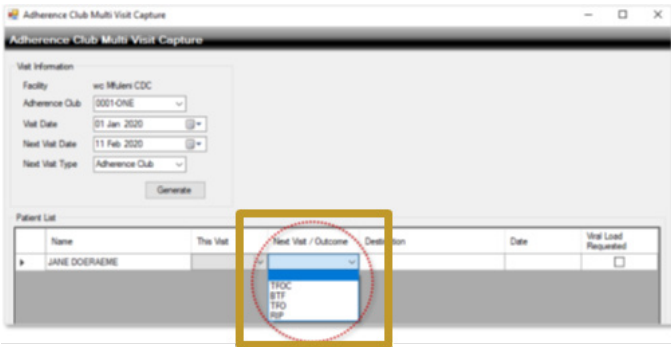 Adherence Club Multi Visit Capture
Adherence Club Multi Visit Capture
Visit Information
Facility wc Mfuleni CDC
Adherence Club 0001-ONE
Visit Date 01 Jan 2020
Next Visit Date 11 Feb 2020
Next Visit Type Adherence Club
Generate
Patient List
Name This Visit Next Visit / Outcome Destination Date Viral Load Requested
JANE DOERAEME
TFOC
BTF
TFO
RIP